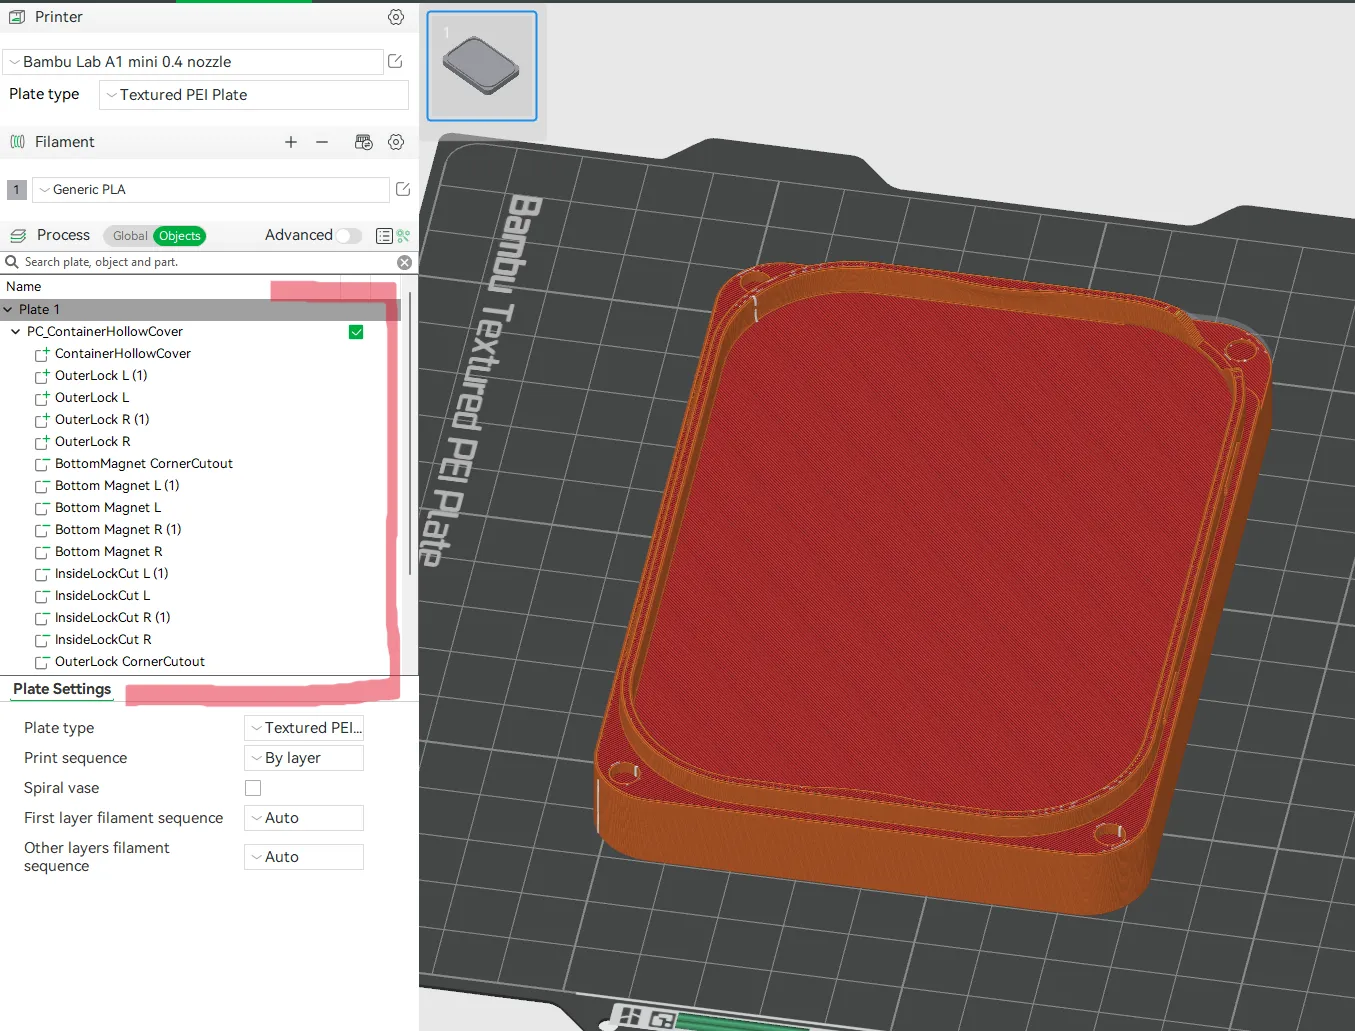 Printer
Bambu Lab A1 mini 0.4 nozzle
Plate type
Textured PEI Plate
Filament
1
Generic PLA
Process
Global
Objects
Advanced
Search plate, object and part.
Name
Plate 1
PC_ContainerHollowCover
ContainerHollowCover
OuterLock L (1)
OuterLock L
OuterLock R (1)
OuterLock R
BottomMagnet CornerCutout
Bottom Magnet L (1)
Bottom Magnet L
Bottom Magnet R (1)
Bottom Magnet R
InsideLockCut L (1)
InsideLockCut L
InsideLockCut R (1)
InsideLockCut R
OuterLock CornerCutout
Plate Settings
Plate type
Textured PEI...
Print sequence
By layer
Spiral vase
First layer filament sequence
Auto
Other layers filament
sequence
Auto
1
Bambu Textured PEI Plate